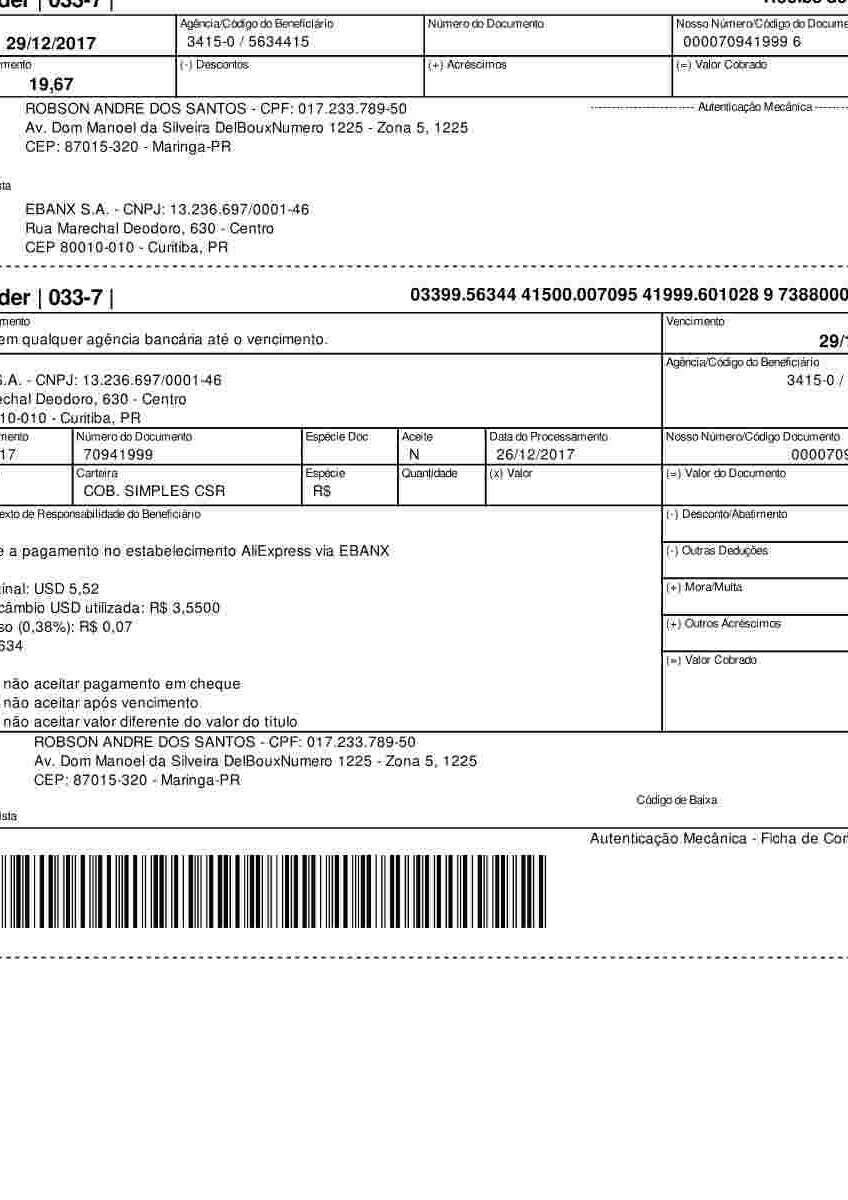 der | 033-7 |
Agência/Código do Beneficiário Número do Documento Nosso Número/Código do Docume
29/12/2017 3415-0 / 5634415 000070941999 6
mento (-) Descontos (+) Acréscimos (=) Valor Cobrado
19,67
ROBSON ANDRE DOS SANTOS - CPF: 017.233.789-50 Autenticação Mecânica
Av. Dom Manoel da Silveira DelBouxNumero 1225 - Zona 5, 1225
CEP: 87015-320 - Maringa-PR
sta
EBANX S.A. - CNPJ: 13.236.697/0001-46
Rua Marechal Deodoro, 630 - Centro
CEP 80010-010 - Curitiba, PR
der | 033-7 | 03399.56344 41500.007095 41999.601028 9 7388000
mento Vencimento
em qualquer agência bancária até o vencimento. 29/1
Agência/Código do Beneficiário
S.A. - CNPJ: 13.236.697/0001-46 3415-0 /
echal Deodoro, 630 - Centro
10-010 - Curitiba, PR
mento Número do Documento Espécie Doc Aceite Data do Processamento Nosso Número/Código Documento
17 70941999 N 26/12/2017 0000709
Carteira Espécie Quantidade (x) Valor (=) Valor do Documento
COB. SIMPLES CSR R$
exto de Responsabilidade do Beneficiário (-) Desconto/Abatimento
e a pagamento no estabelecimento AliExpress via EBANX (-) Outras Deduções
inal: USD 5,52 (+) Mora/Multa
câmbio USD utilizada: R$ 3,5500
so (0,38%): R$ 0,07 (+) Outros Acréscimos
634
(=) Valor Cobrado
não aceitar pagamento em cheque
não aceitar após vencimento
não aceitar valor diferente do valor do título
ROBSON ANDRE DOS SANTOS - CPF: 017.233.789-50
Av. Dom Manoel da Silveira DelBouxNumero 1225 - Zona 5, 1225
CEP: 87015-320 - Maringa-PR
Código de Baixa
ista
Autenticação Mecânica - Ficha de Com